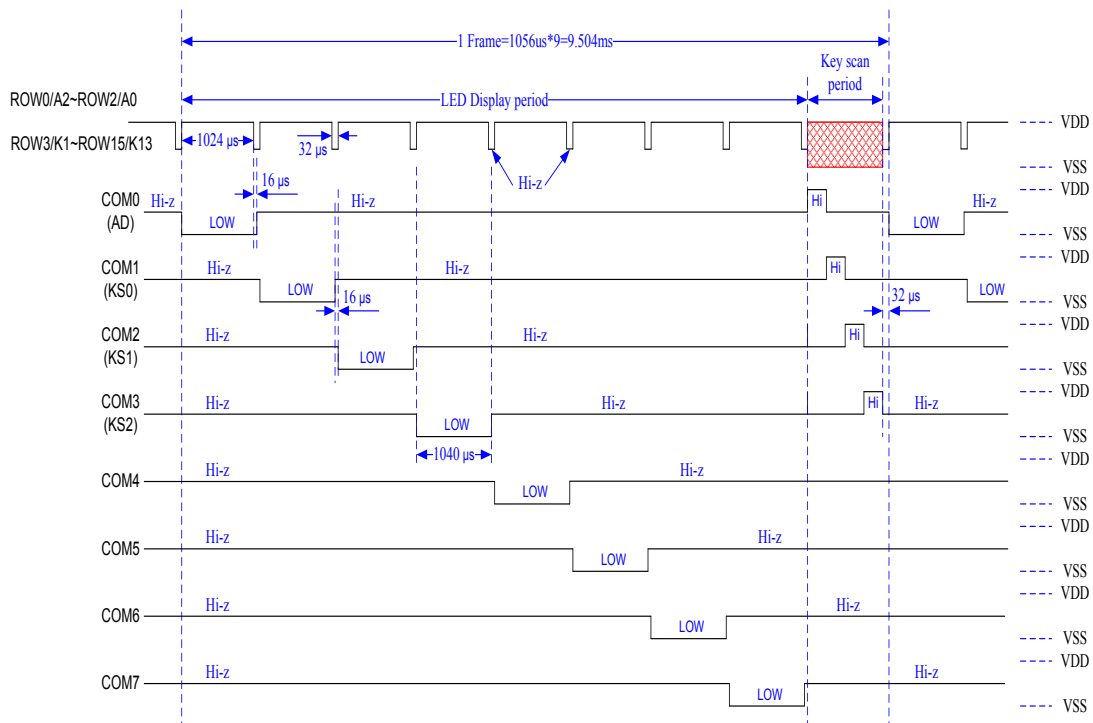 1 Frame=1056us*9=9.504ms
Key scan
period
ROW0/A2~ROW2/A0
LED Display period
VDD
ROW3/K1~ROW15/K13
1024 μs
32 μs
Hi-z
VSS
16 μs
VDD
COM0
(AD)
Hi-z
LOW
Hi-z
Hi
LOW
Hi-z
VSS
VDD
COM1
(KS0)
Hi-z
LOW
Hi-z
Hi
LOW
16 μs
32 μs
VSS
VDD
COM2
(KS1)
Hi-z
LOW
Hi-z
Hi
VSS
VDD
COM3
(KS2)
Hi-z
LOW
Hi-z
Hi
Hi-z
VSS
1040 μs
VDD
COM4
Hi-z
LOW
Hi-z
VSS
VDD
COM5
Hi-z
LOW
Hi-z
VSS
VDD
COM6
Hi-z
LOW
Hi-z
VSS
VDD
COM7
Hi-z
LOW
Hi-z
VSS